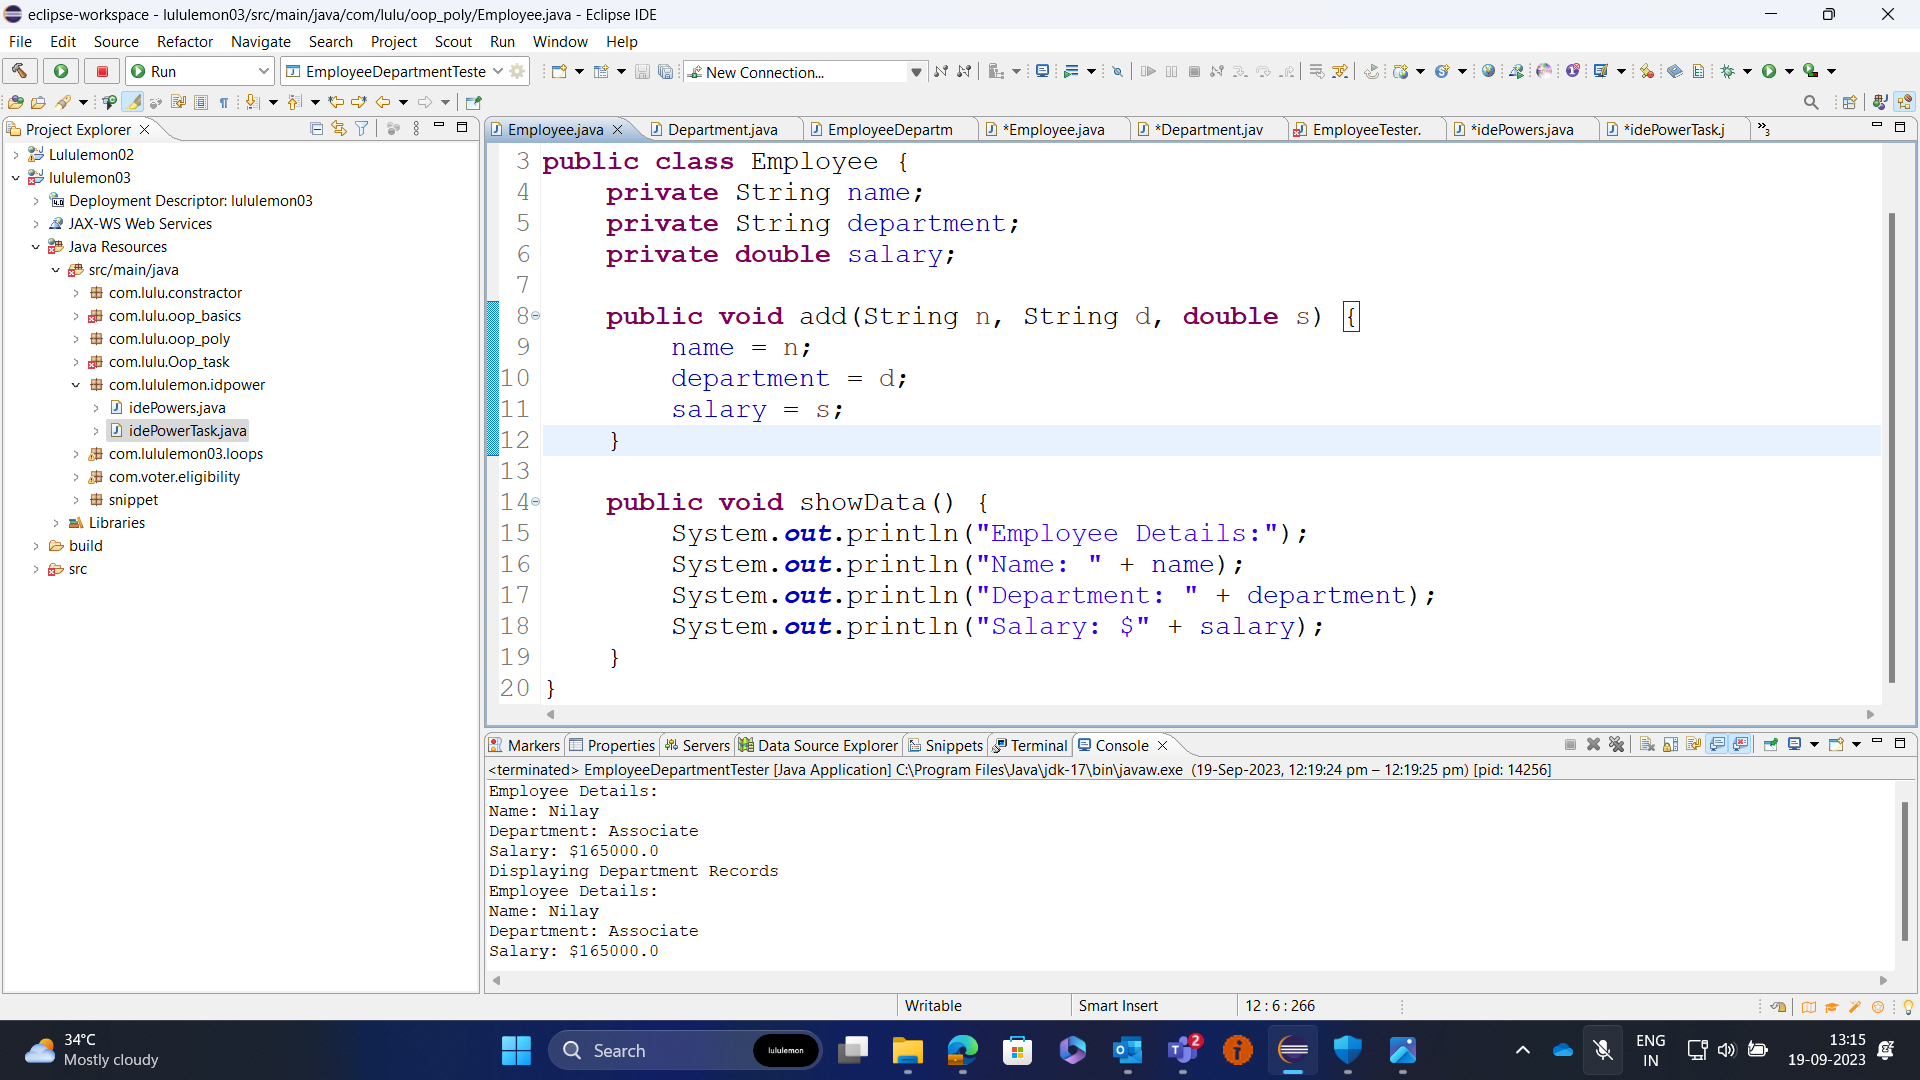 eclipse-workspace - lululemon03/src/main/java/com/lulu/oop_poly/Employee.java - Eclipse IDE
File Edit Source Refactor Navigate Search Project Scout Run Window Help
Run EmployeeDepartmentTeste New Connection...
Project Explorer
Lululemon02
lululemon03
Deployment Descriptor: lululemon03
JAX-WS Web Services
Java Resources
src/main/java
com.lulu.constractor
com.lulu.oop_basics
com.lulu.oop_poly
com.lulu.Oop_task
com.lululemon.idpower
idePowers.java
idePowerTask.java
com.lululemon03.loops
com.voter.eligibility
snippet
Libraries
build
src
Employee.java Department.java EmployeeDepartm *Employee.java *Department.jav EmployeeTester. *idePowers.java *idePowerTask.j »3
3 public class Employee {
4 private String name;
5 private String department;
6 private double salary;
7
8 public void add(String n, String d, double s) {
9 name = n;
10 department = d;
11 salary = s;
12 }
13
14 public void showData() {
15 System.out.println("Employee Details:");
16 System.out.println("Name: " + name);
17 System.out.println("Department: " + department);
18 System.out.println("Salary: $" + salary);
19 }
20 }
Markers Properties Servers Data Source Explorer Snippets Terminal Console
<terminated> EmployeeDepartmentTester [Java Application] C:\Program Files\Java\jdk-17\bin\javaw.exe (19-Sep-2023, 12:19:24 pm – 12:19:25 pm) [pid: 14256]
Employee Details:
Name: Nilay
Department: Associate
Salary: $165000.0
Displaying Department Records
Employee Details:
Name: Nilay
Department: Associate
Salary: $165000.0
Writable Smart Insert 12 : 6 : 266
34°C
Mostly cloudy
Search lululemon
2
ENG
IN
13:15
19-09-2023